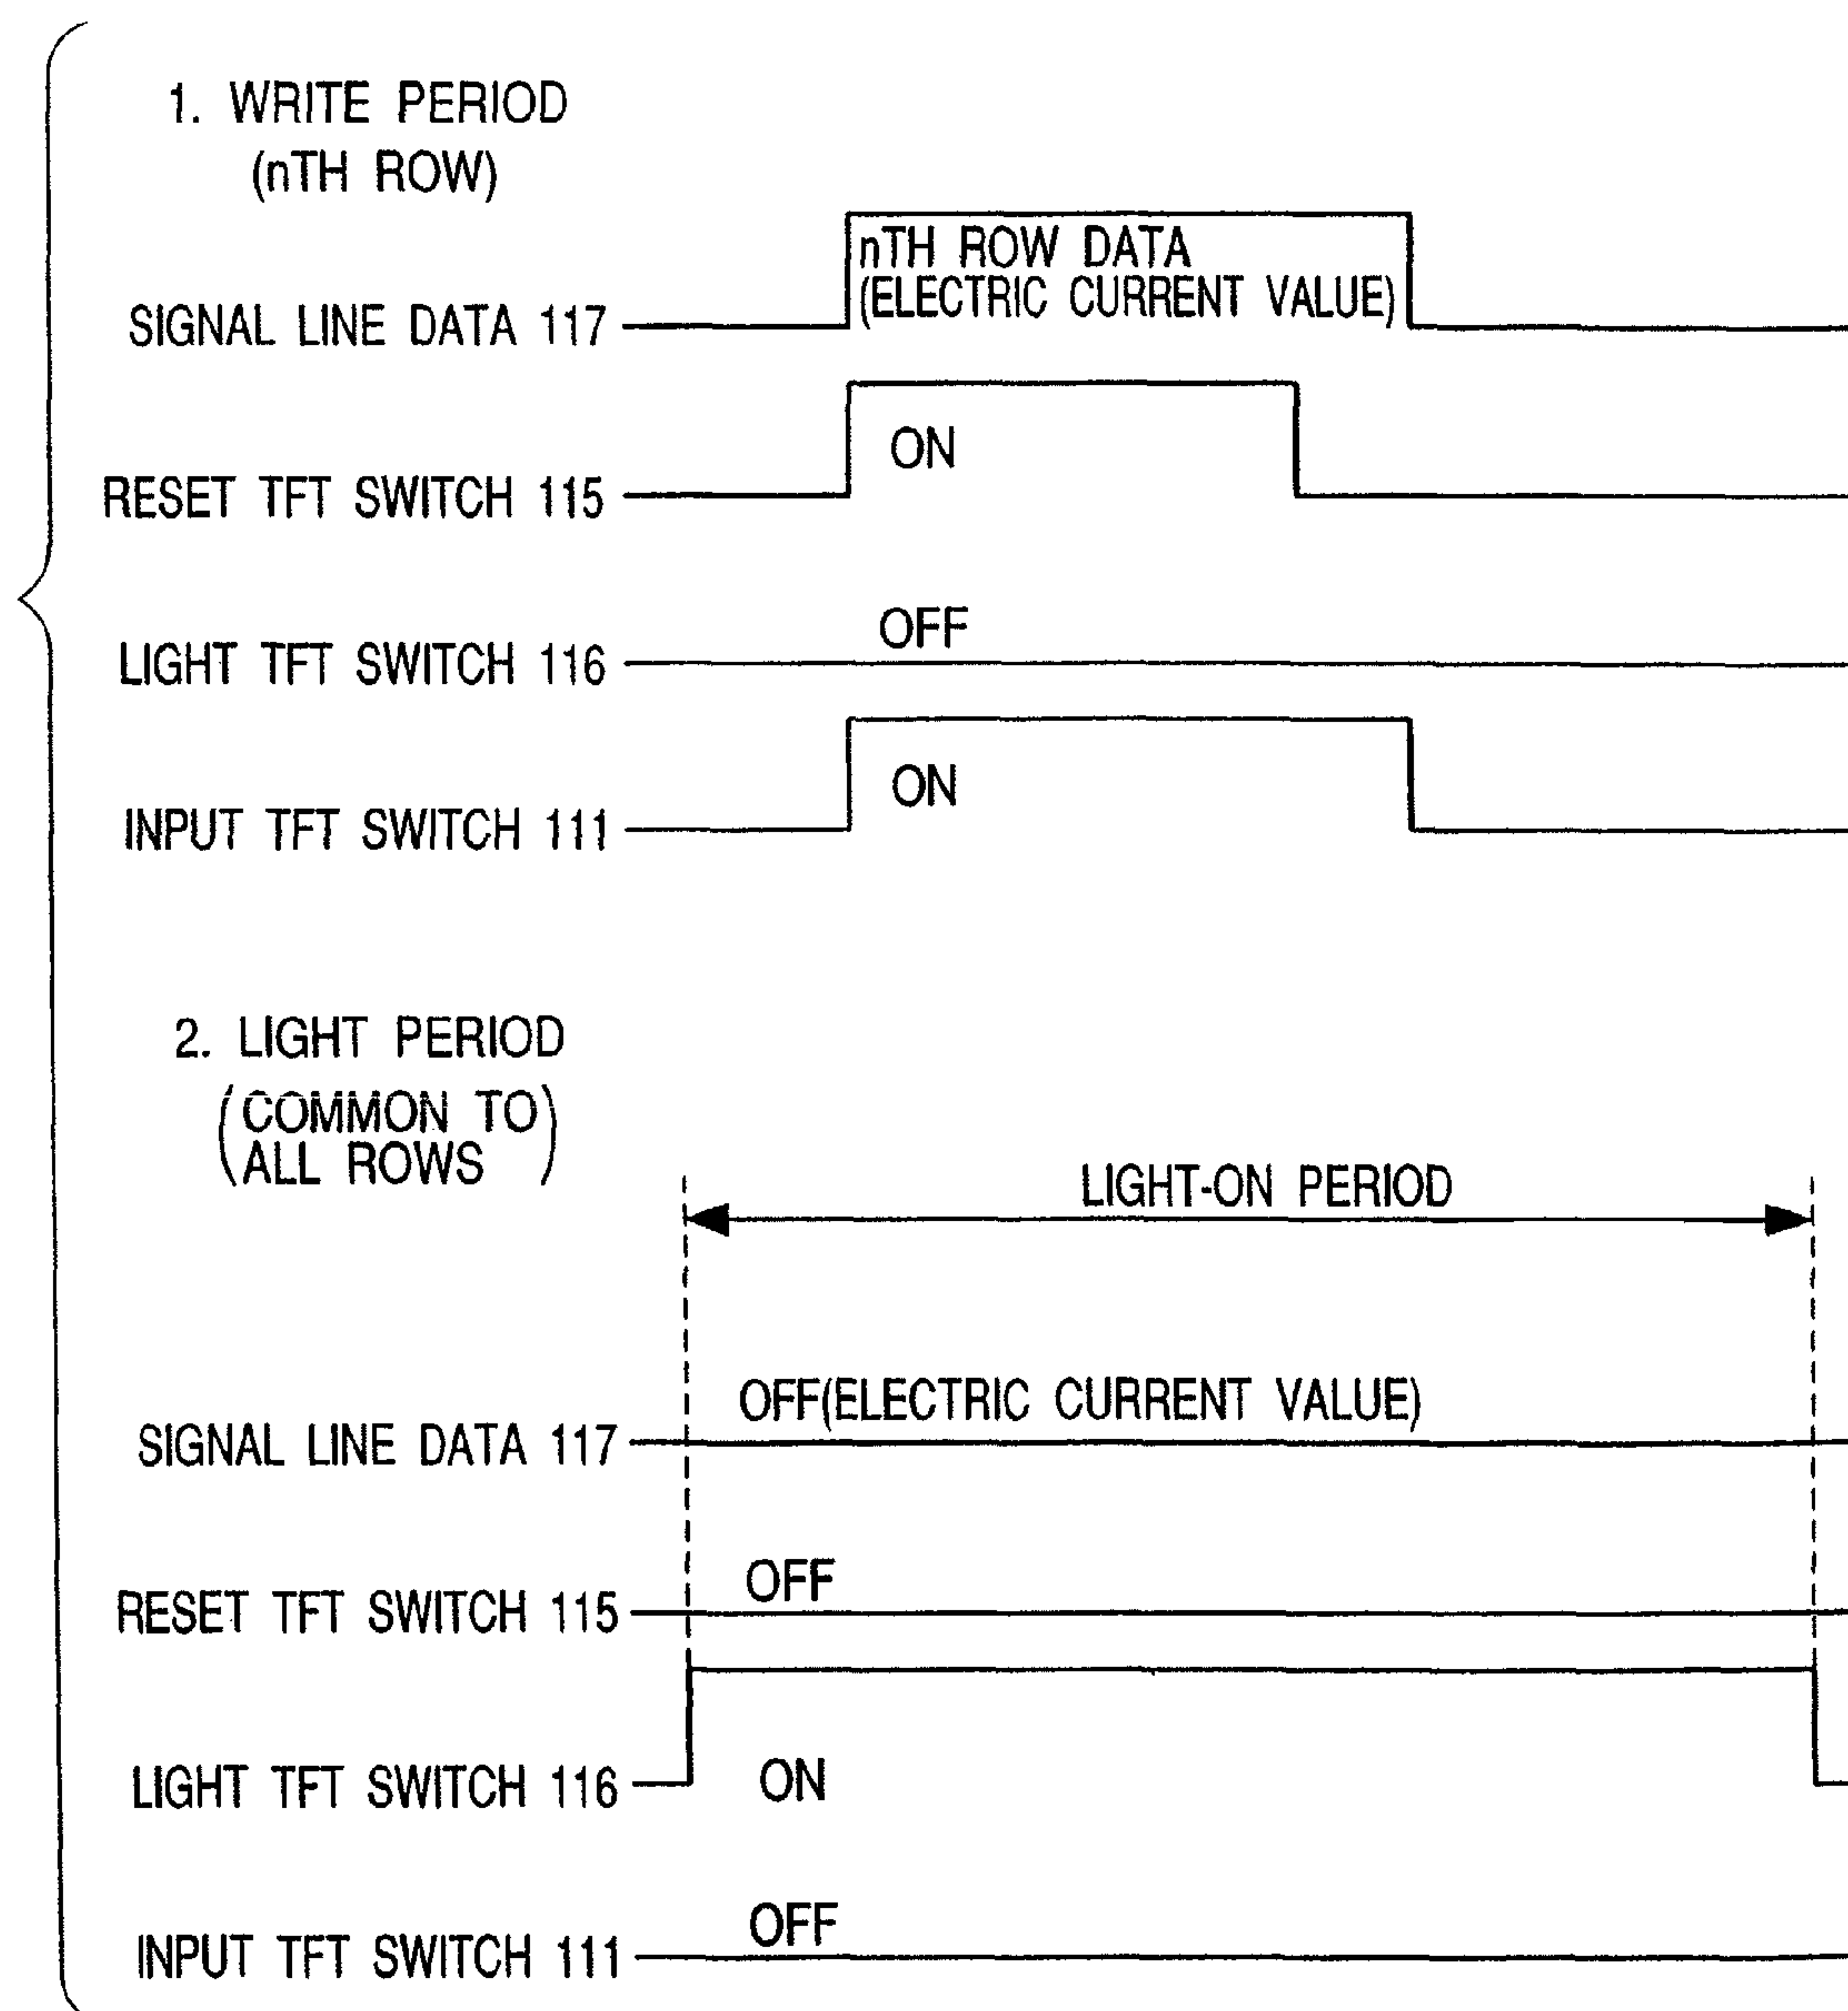 1. WRITE PERIOD
(nTH ROW)
nTH ROW DATA
(ELECTRIC CURRENT VALUE)
SIGNAL LINE DATA 117
ON
RESET TFT SWITCH 115
OFF
LIGHT TFT SWITCH 116
ON
INPUT TFT SWITCH 111
2. LIGHT PERIOD
(COMMON TO
ALL ROWS)
LIGHT-ON PERIOD
OFF(ELECTRIC CURRENT VALUE)
SIGNAL LINE DATA 117
OFF
RESET TFT SWITCH 115
LIGHT TFT SWITCH 116 ON
OFF
INPUT TFT SWITCH 111